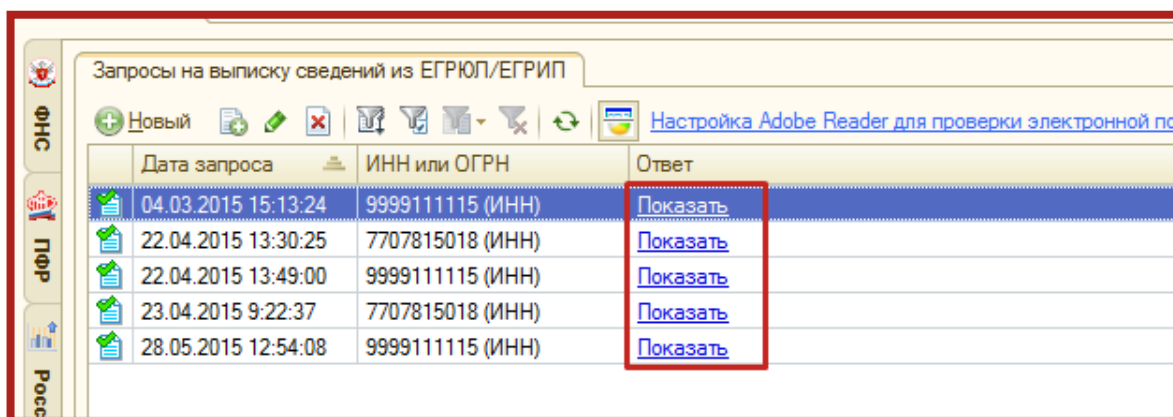 Запросы на выписку сведений из ЕГРЮЛ/ЕГРИП
Новый
Настройка Adobe Reader для проверки электронной по
Дата запроса ИНН или ОГРН Ответ
04.03.2015 15:13:24 9999111115 (ИНН) Показать
22.04.2015 13:30:25 7707815018 (ИНН) Показать
22.04.2015 13:49:00 9999111115 (ИНН) Показать
23.04.2015 9:22:37 7707815018 (ИНН) Показать
28.05.2015 12:54:08 9999111115 (ИНН) Показать
ФНС
ПФР
Росс